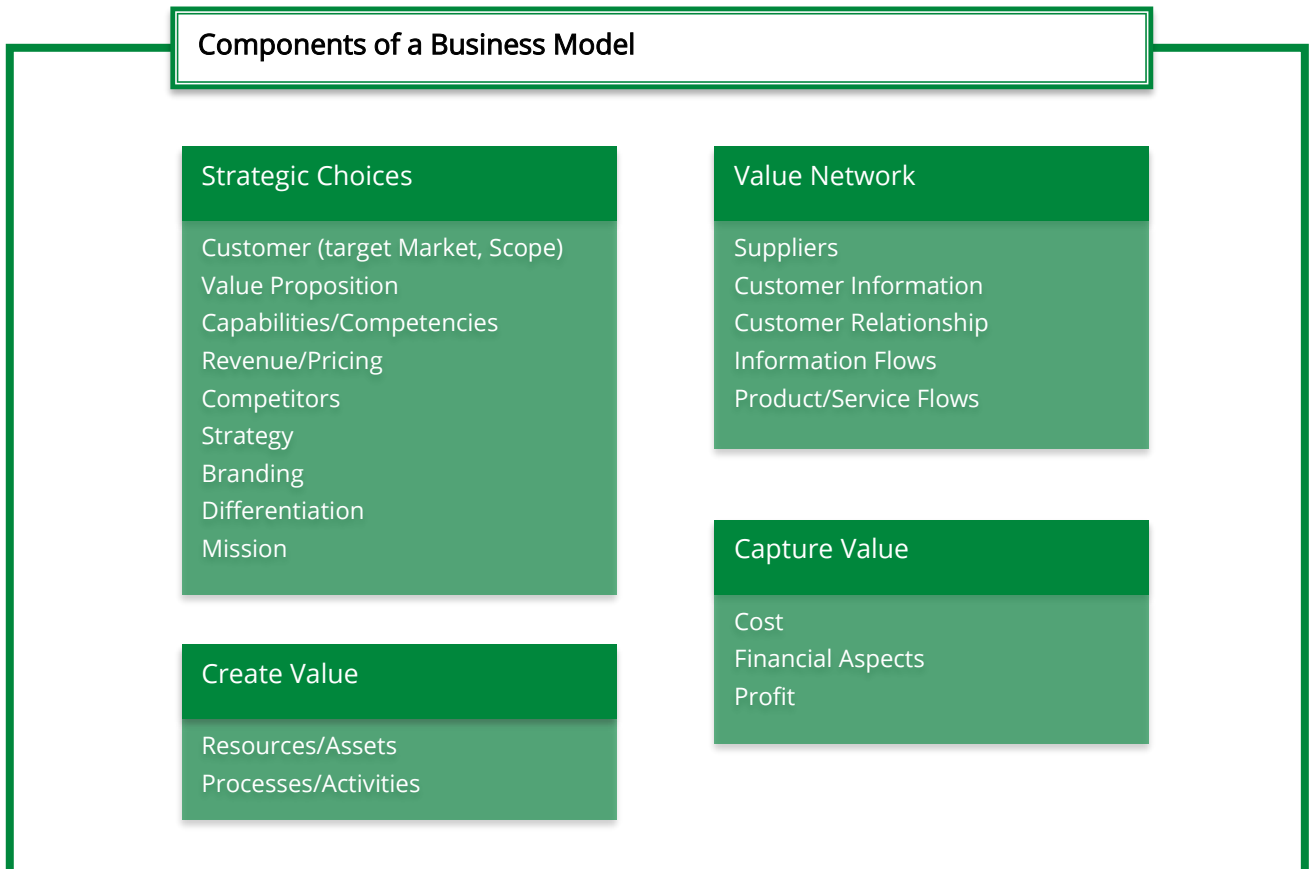 Components of a Business Model
Strategic Choices
Customer (target Market, Scope)
Value Proposition
Capabilities/Competencies
Revenue/Pricing
Competitors
Strategy
Branding
Differentiation
Mission
Create Value
Resources/Assets
Processes/Activities
Value Network
Suppliers
Customer Information
Customer Relationship
Information Flows
Product/Service Flows
Capture Value
Cost
Financial Aspects
Profit